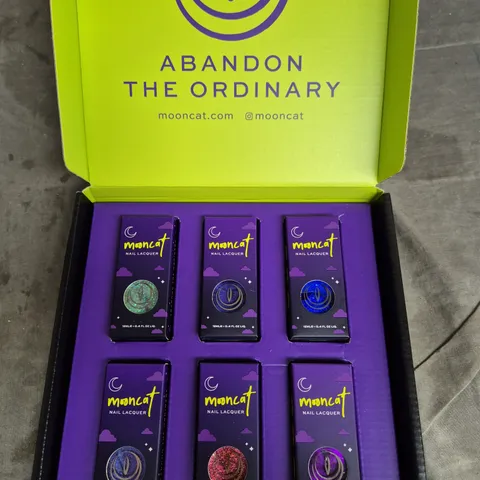 ABANDON
THE ORDINARY
mooncat.com @mooncat
mooncat
NAIL LACQUER
mooncat
NAIL LACQUER
mooncat
NAIL LACQUER
mooncat
NAIL LACQUER
mooncat
NAIL LACQUER
mooncat
NAIL LACQUER